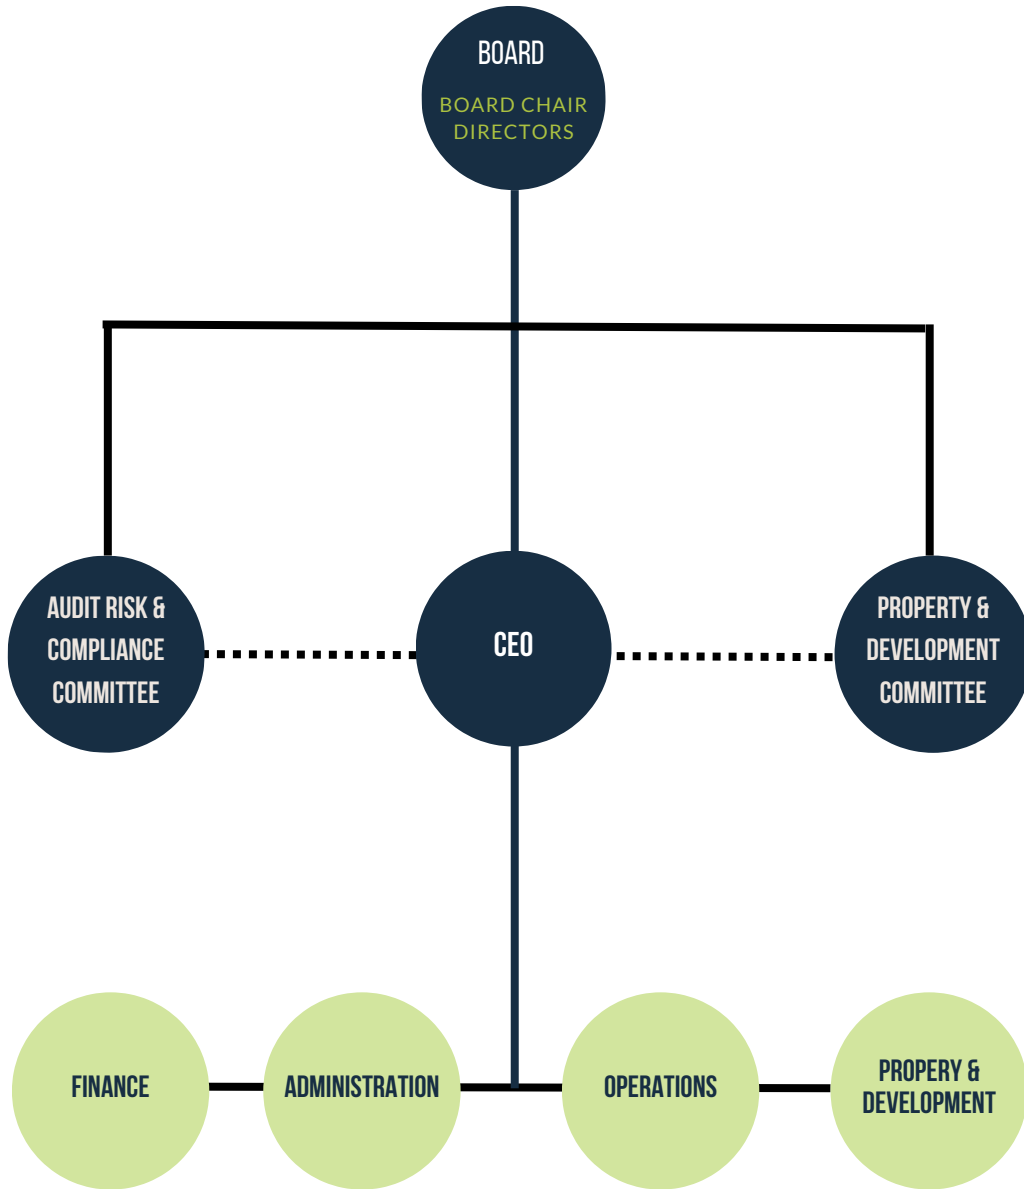 BOARD
BOARD CHAIR
DIRECTORS
AUDIT RISK &
COMPLIANCE
COMMITTEE
CEO
PROPERTY &
DEVELOPMENT
COMMITTEE
FINANCE
ADMINISTRATION
OPERATIONS
PROPERY &
DEVELOPMENT